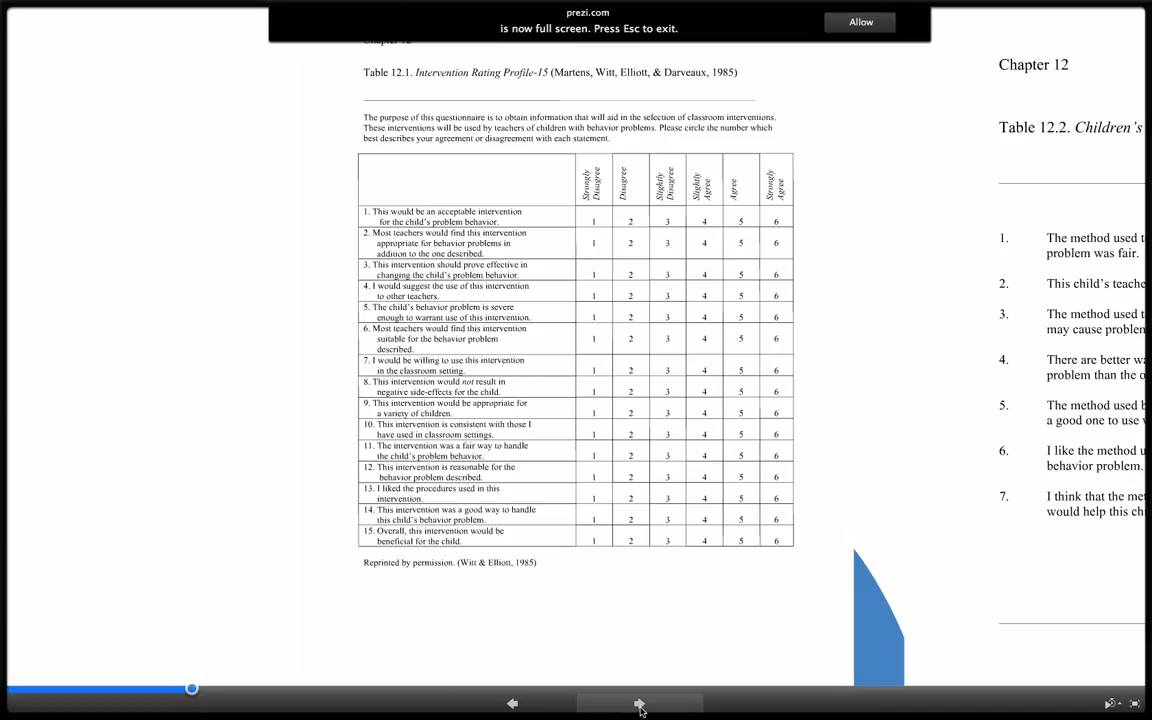 prezi.com
is now full screen. Press Esc to exit.
Allow
Chapter 12
Table 12.1. Intervention Rating Profile-15 (Martens, Witt, Elliott, & Darveaux, 1985)
The purpose of this questionnaire is to obtain information that will aid in the selection of classroom interventions.
These interventions will be used by teachers of children with behavior problems. Please circle the number which
best describes your agreement or disagreement with each statement.
Strongly Disagree
Disagree
Slightly Disagree
Slightly Agree
Agree
Strongly Agree
1. This would be an acceptable intervention
for the child's problem behavior. 1 2 3 4 5 6
2. Most teachers would find this intervention
appropriate for behavior problems in 1 2 3 4 5 6
addition to the one described.
3. This intervention should prove effective in
changing the child's problem behavior. 1 2 3 4 5 6
4. I would suggest the use of this intervention
to other teachers. 1 2 3 4 5 6
5. The child's behavior problem is severe
enough to warrant use of this intervention. 1 2 3 4 5 6
6. Most teachers would find this intervention
suitable for the behavior problem 1 2 3 4 5 6
described.
7. I would be willing to use this intervention
in the classroom setting. 1 2 3 4 5 6
8. This intervention would not result in
negative side-effects for the child. 1 2 3 4 5 6
9. This intervention would be appropriate for
a variety of children. 1 2 3 4 5 6
10. This intervention is consistent with those I
have used in classroom settings. 1 2 3 4 5 6
11. The intervention was a fair way to handle
the child's problem behavior. 1 2 3 4 5 6
12. This intervention is reasonable for the
behavior problem described. 1 2 3 4 5 6
13. I liked the procedures used in this
intervention. 1 2 3 4 5 6
14. This intervention was a good way to handle
this child's behavior problem. 1 2 3 4 5 6
15. Overall, this intervention would be
beneficial for the child. 1 2 3 4 5 6
Reprinted by permission. (Witt & Elliott, 1985)
Chapter 12
Table 12.2. Children's
1. The method used t
problem was fair.
2. This child's teache
3. The method used t
may cause problen
4. There are better wa
problem than the o
5. The method used b
a good one to use w
6. I like the method u
behavior problem.
7. I think that the met
would help this ch